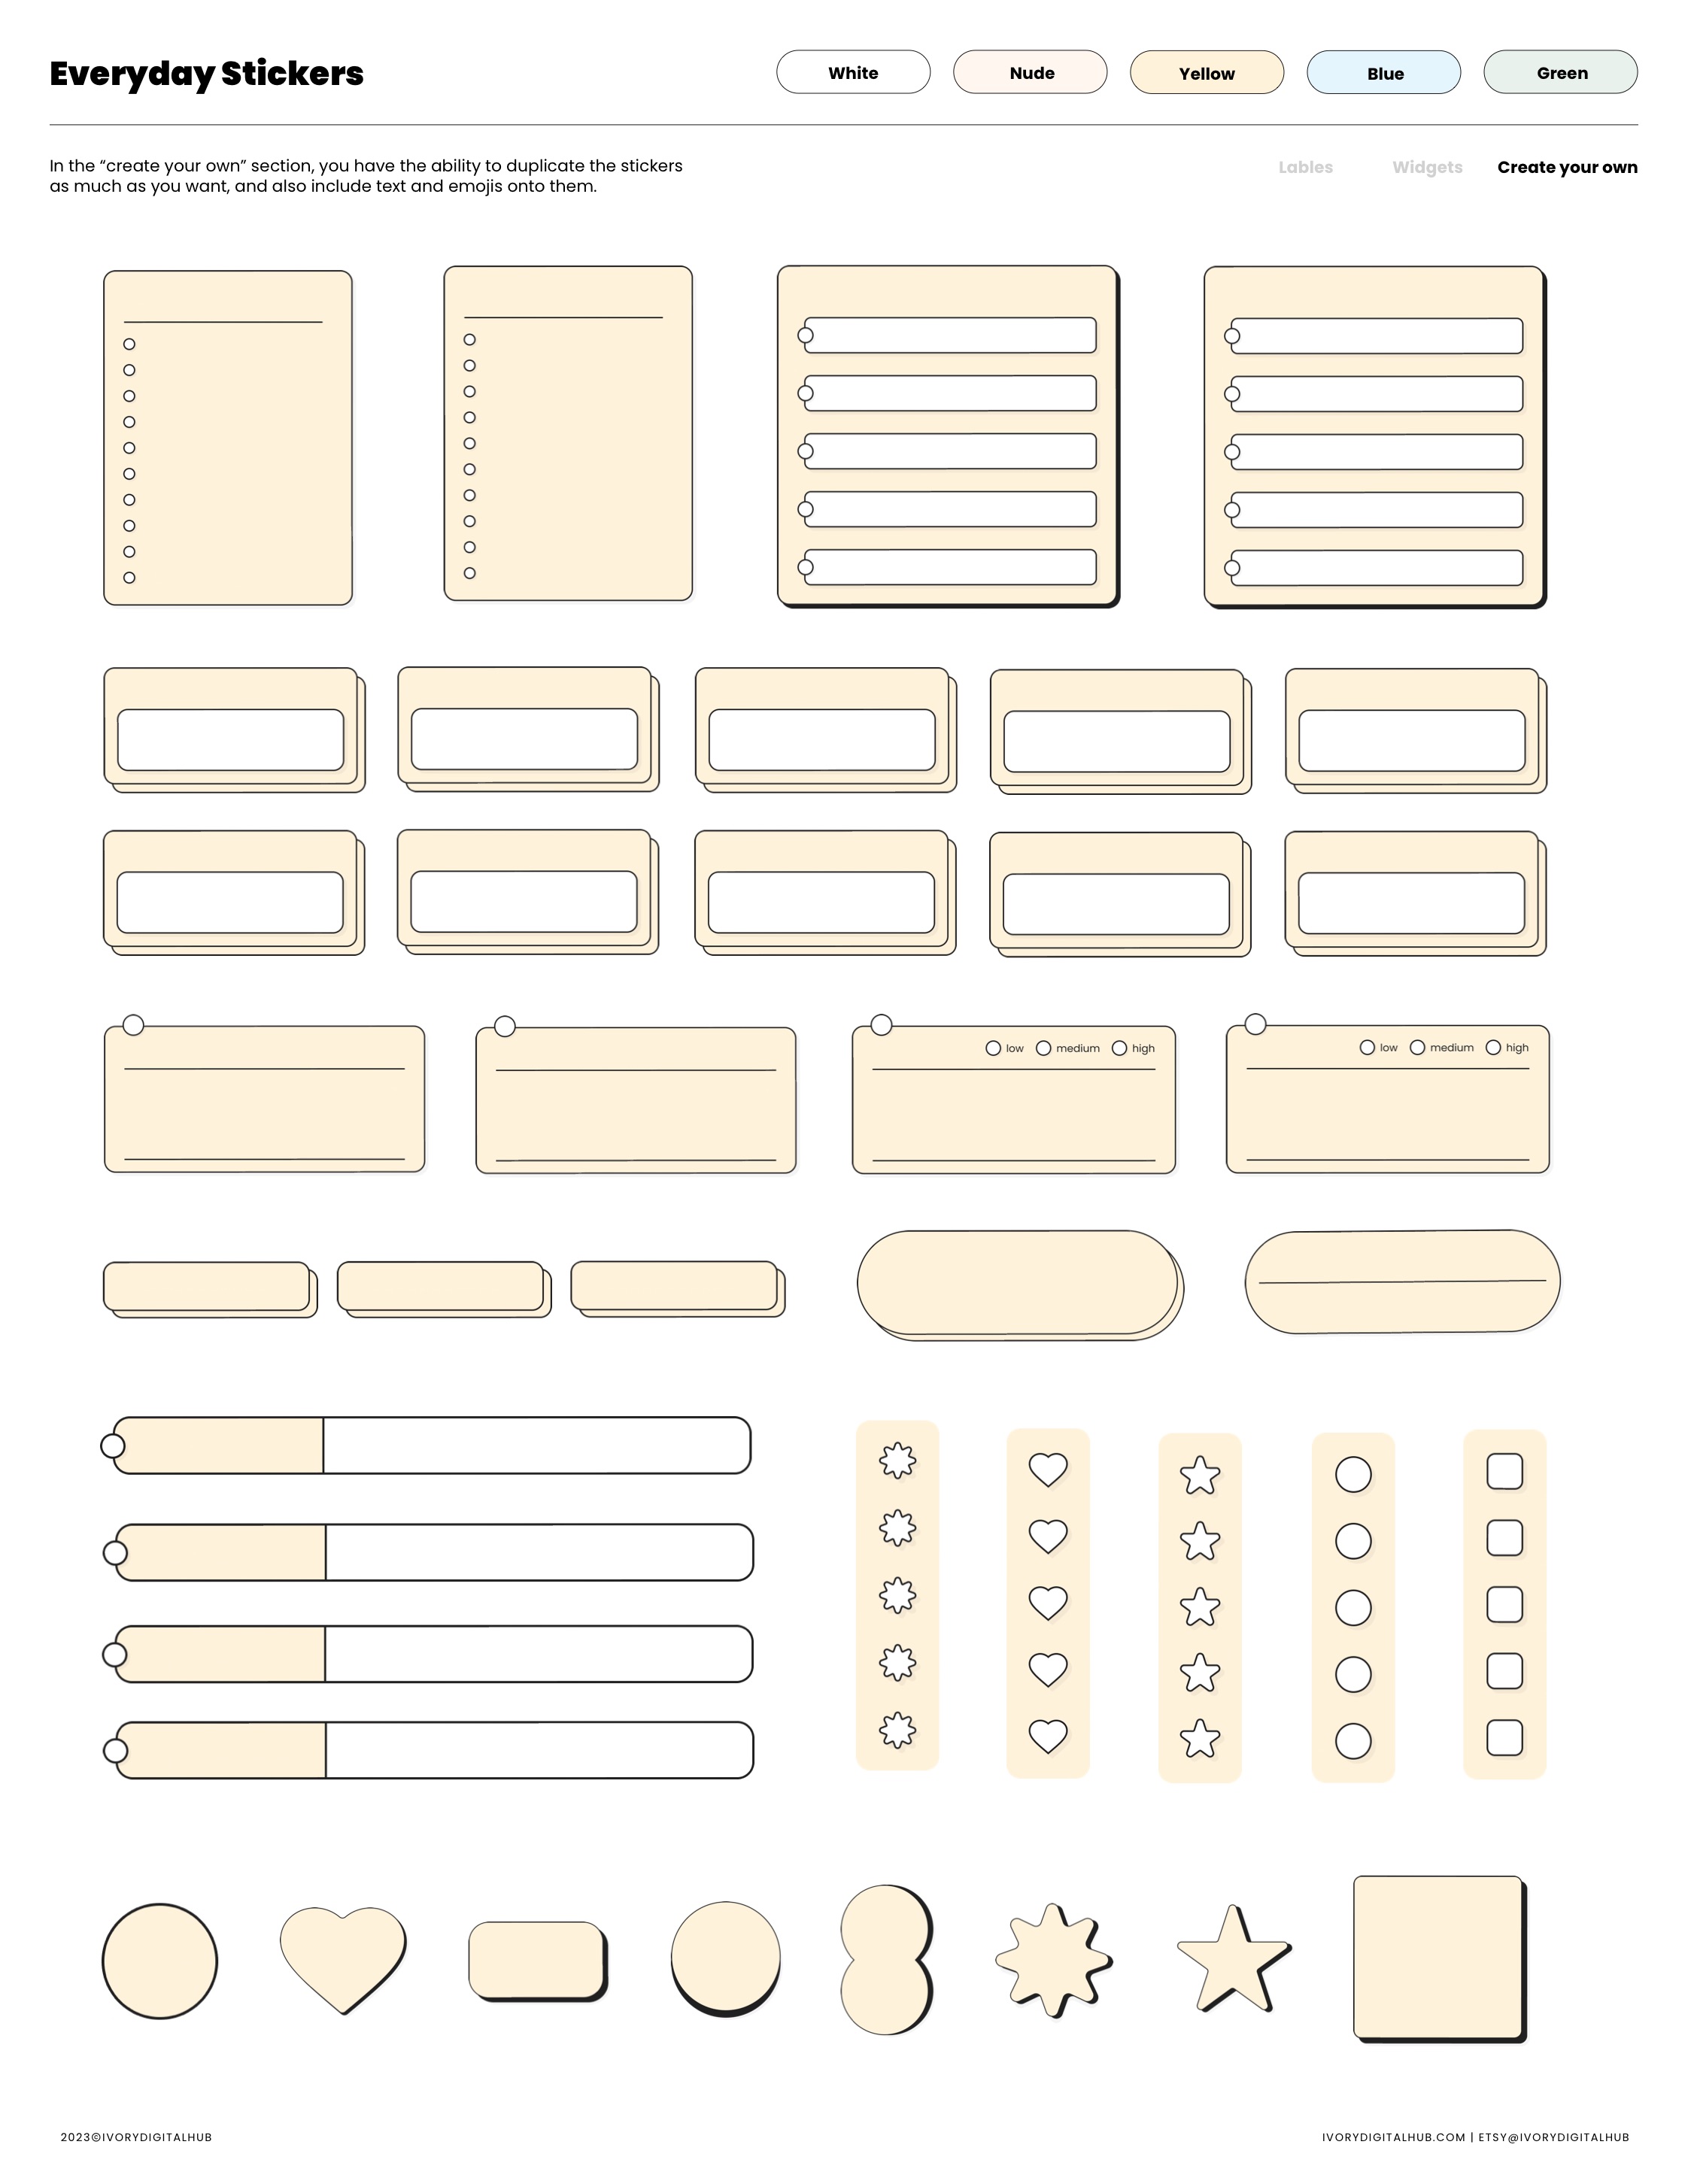 Everyday Stickers
White
Nude
Yellow
Blue
Green
In the “create your own” section, you have the ability to duplicate the stickers
as much as you want, and also include text and emojis onto them.
Lables
Widgets
Create your own
low medium high
low medium high
2023©IVORYDIGITALHUB
IVORYDIGITALHUB.COM | ETSY@IVORYDIGITALHUB